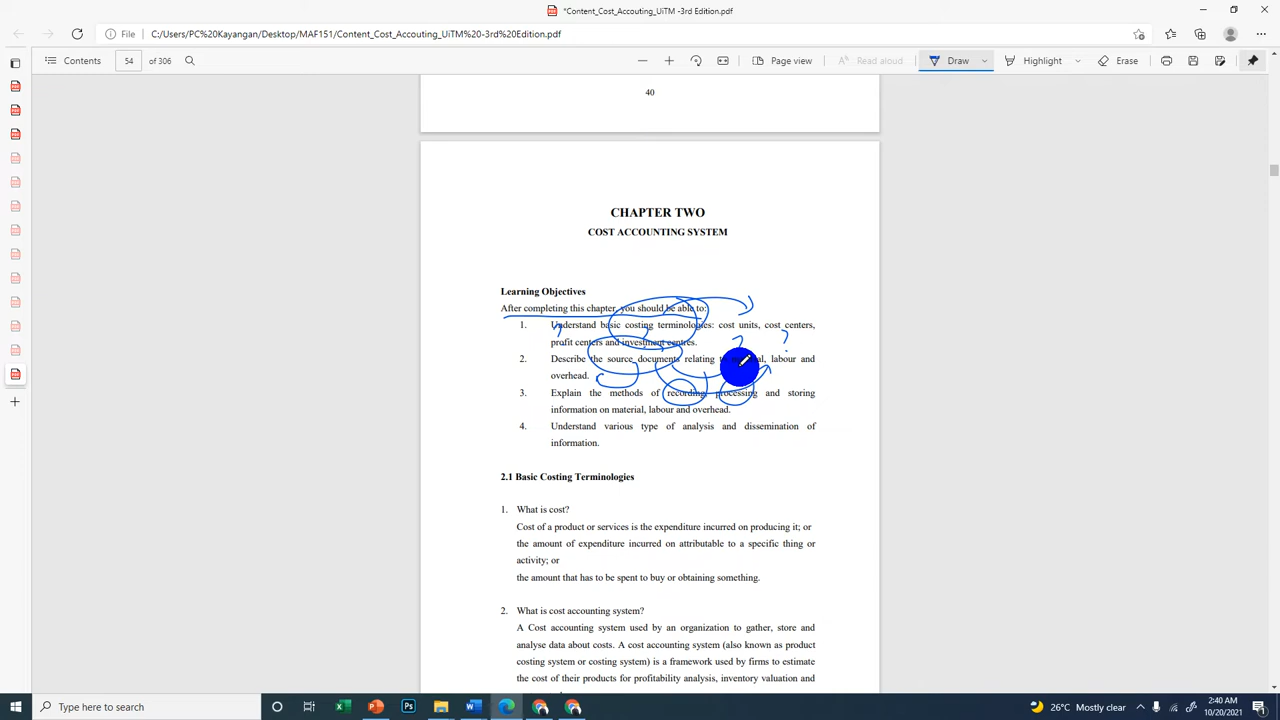 *Content_Cost_Accouting_UiTM -3rd Edition.pdf
File C:/Users/PC%20Kayangan/Desktop/MAF151/Content_Cost_Accouting_UiTM%20-3rd%20Edition.pdf
Contents 54 of 306 Page view Read aloud Draw Highlight Erase
40
CHAPTER TWO
COST ACCOUNTING SYSTEM
Learning Objectives
After completing this chapter, you should be able to:
1. Understand basic costing terminologies: cost units, cost centers,
profit centers and investment centres.
2. Describe the source documents relating labour and
overhead.
3. Explain the methods of recording, processing and storing
information on material, labour and overhead.
4. Understand various type of analysis and dissemination of
information.
2.1 Basic Costing Terminologies
1. What is cost?
Cost of a product or services is the expenditure incurred on producing it; or
the amount of expenditure incurred on attributable to a specific thing or
activity; or
the amount that has to be spent to buy or obtaining something.
2. What is cost accounting system?
A Cost accounting system used by an organization to gather, store and
analyse data about costs. A cost accounting system (also known as product
costing system or costing system) is a framework used by firms to estimate
the cost of their products for profitability analysis, inventory valuation and
Type here to search
26°C Mostly clear
2:40 AM
10/20/2021